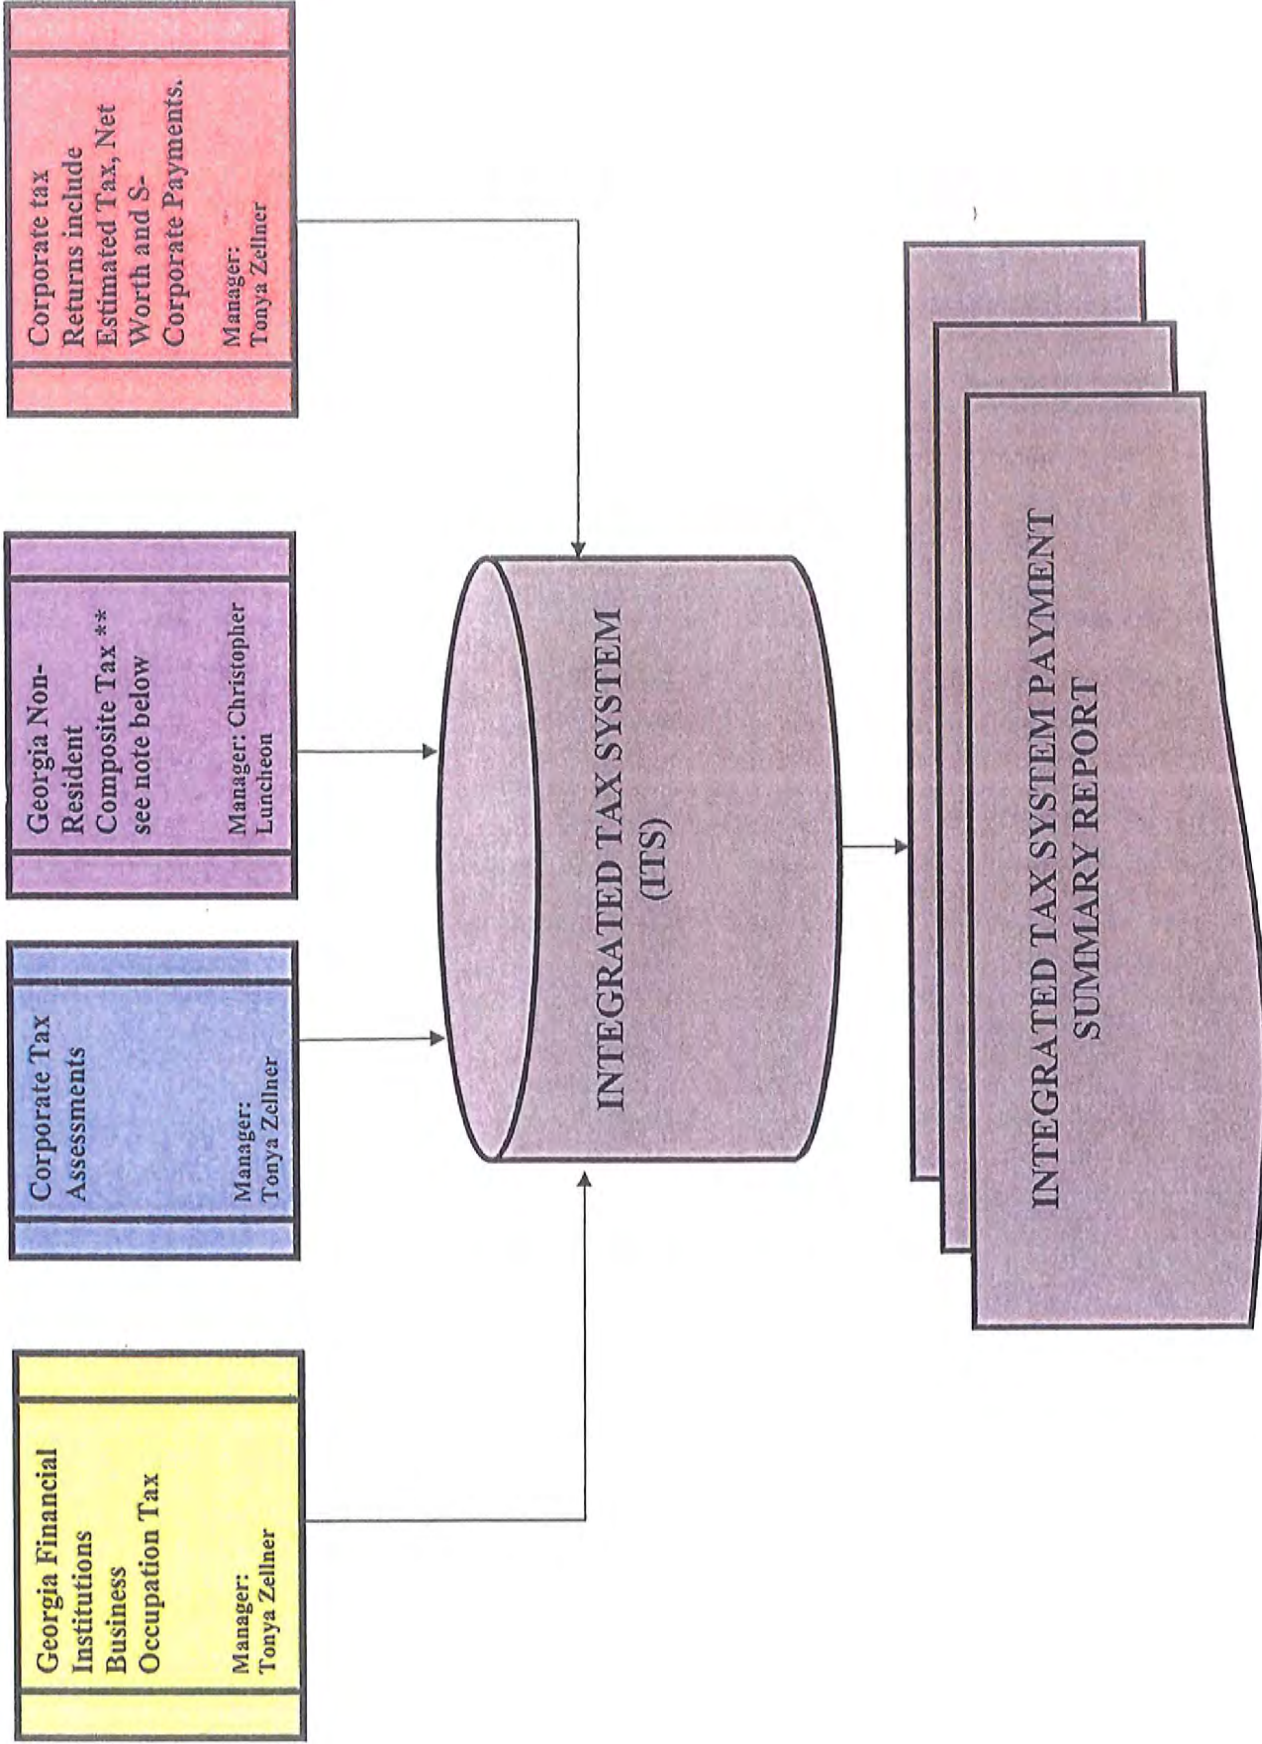 Georgia Financial
Institutions
Business
Occupation Tax
Manager:
Tonya Zellner
Corporate Tax
Assessments
Manager:
Tonya Zellner
Georgia Non-
Resident
Composite Tax **
see note below
Manager: Christopher
Luncheon
Corporate tax
Returns include
Estimated Tax, Net
Worth and S-
Corporate Payments.
Manager:
Tonya Zellner
INTEGRATED TAX SYSTEM
(ITS)
INTEGRATED TAX SYSTEM PAYMENT
SUMMARY REPORT